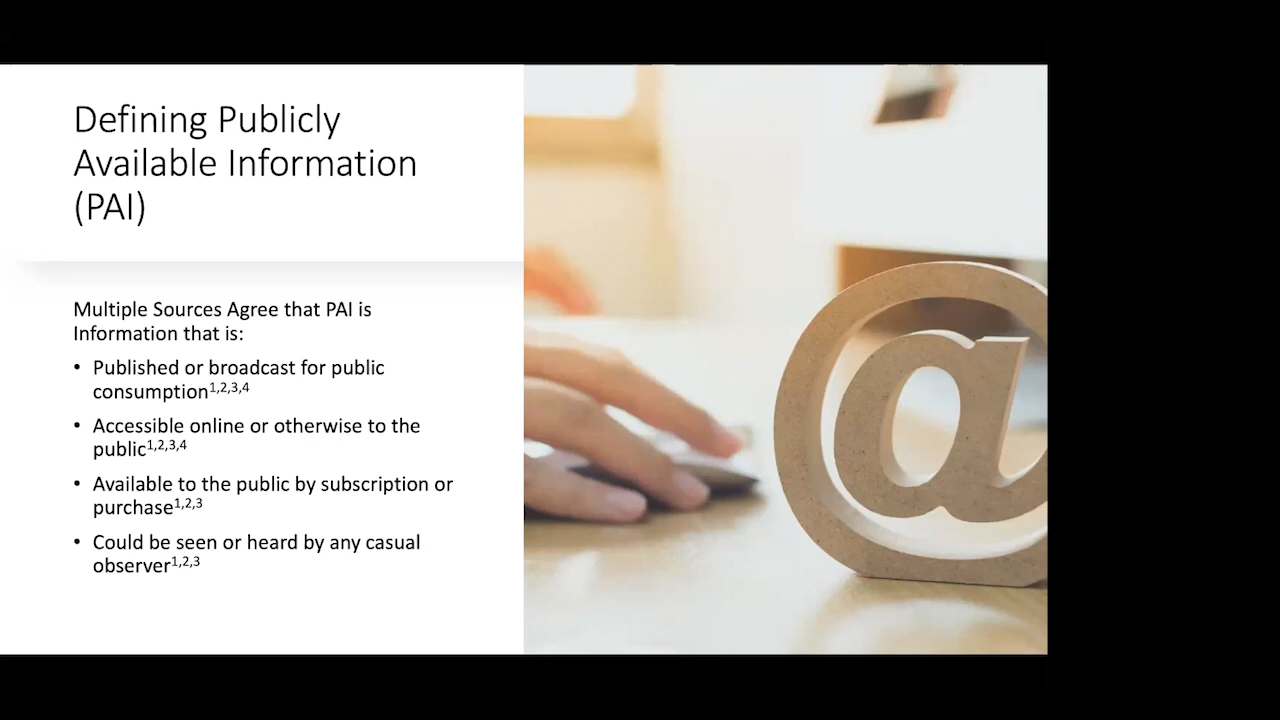 Defining Publicly
Available Information
(PAI)
Multiple Sources Agree that PAI is
Information that is:
• Published or broadcast for public
consumption1,2,3,4
• Accessible online or otherwise to the
public1,2,3,4
• Available to the public by subscription or
purchase1,2,3
• Could be seen or heard by any casual
observer1,2,3
@